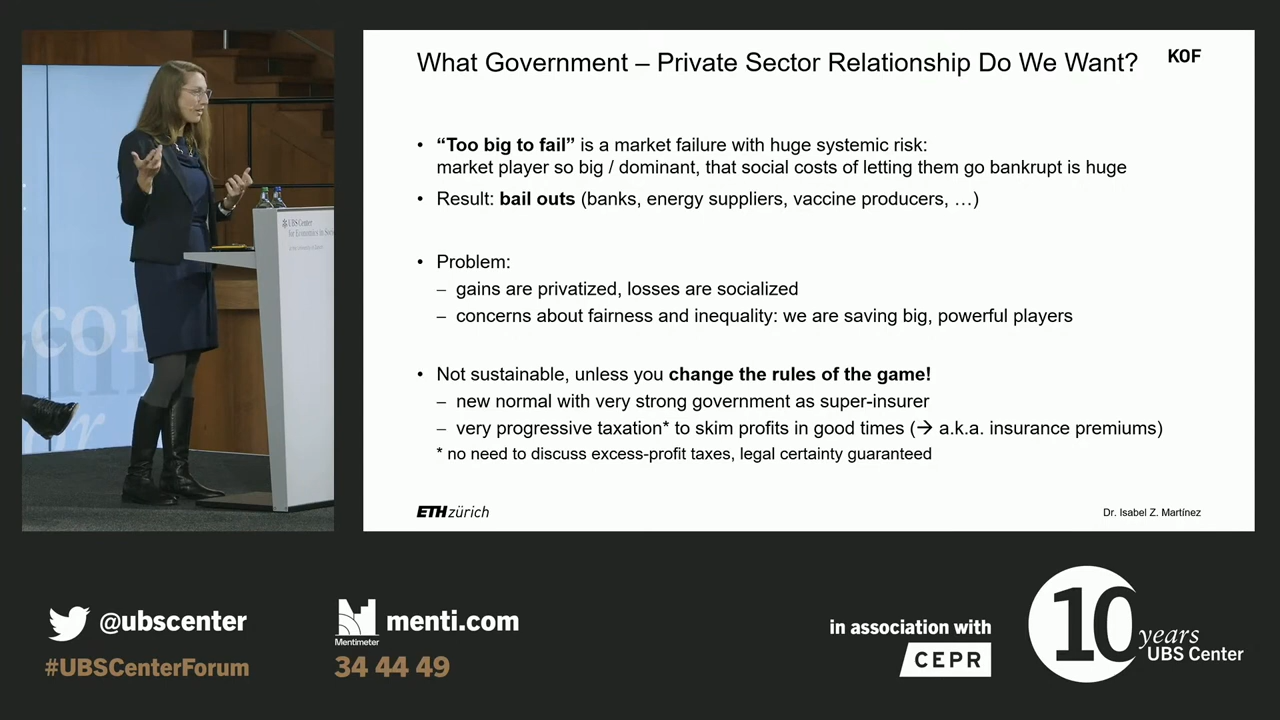 What Government – Private Sector Relationship Do We Want?
KOF
• “Too big to fail” is a market failure with huge systemic risk:
market player so big / dominant, that social costs of letting them go bankrupt is huge
• Result: bail outs (banks, energy suppliers, vaccine producers, …)
• Problem:
– gains are privatized, losses are socialized
– concerns about fairness and inequality: we are saving big, powerful players
• Not sustainable, unless you change the rules of the game!
– new normal with very strong government as super-insurer
– very progressive taxation* to skim profits in good times (→ a.k.a. insurance premiums)
* no need to discuss excess-profit taxes, legal certainty guaranteed
ETH zürich
Dr. Isabel Z. Martínez
UBS Center
for Economics in
@ubscenter
#UBSCenterForum
Mentimeter
menti.com
34 44 49
in association with
CEPR
10 years
UBS Center